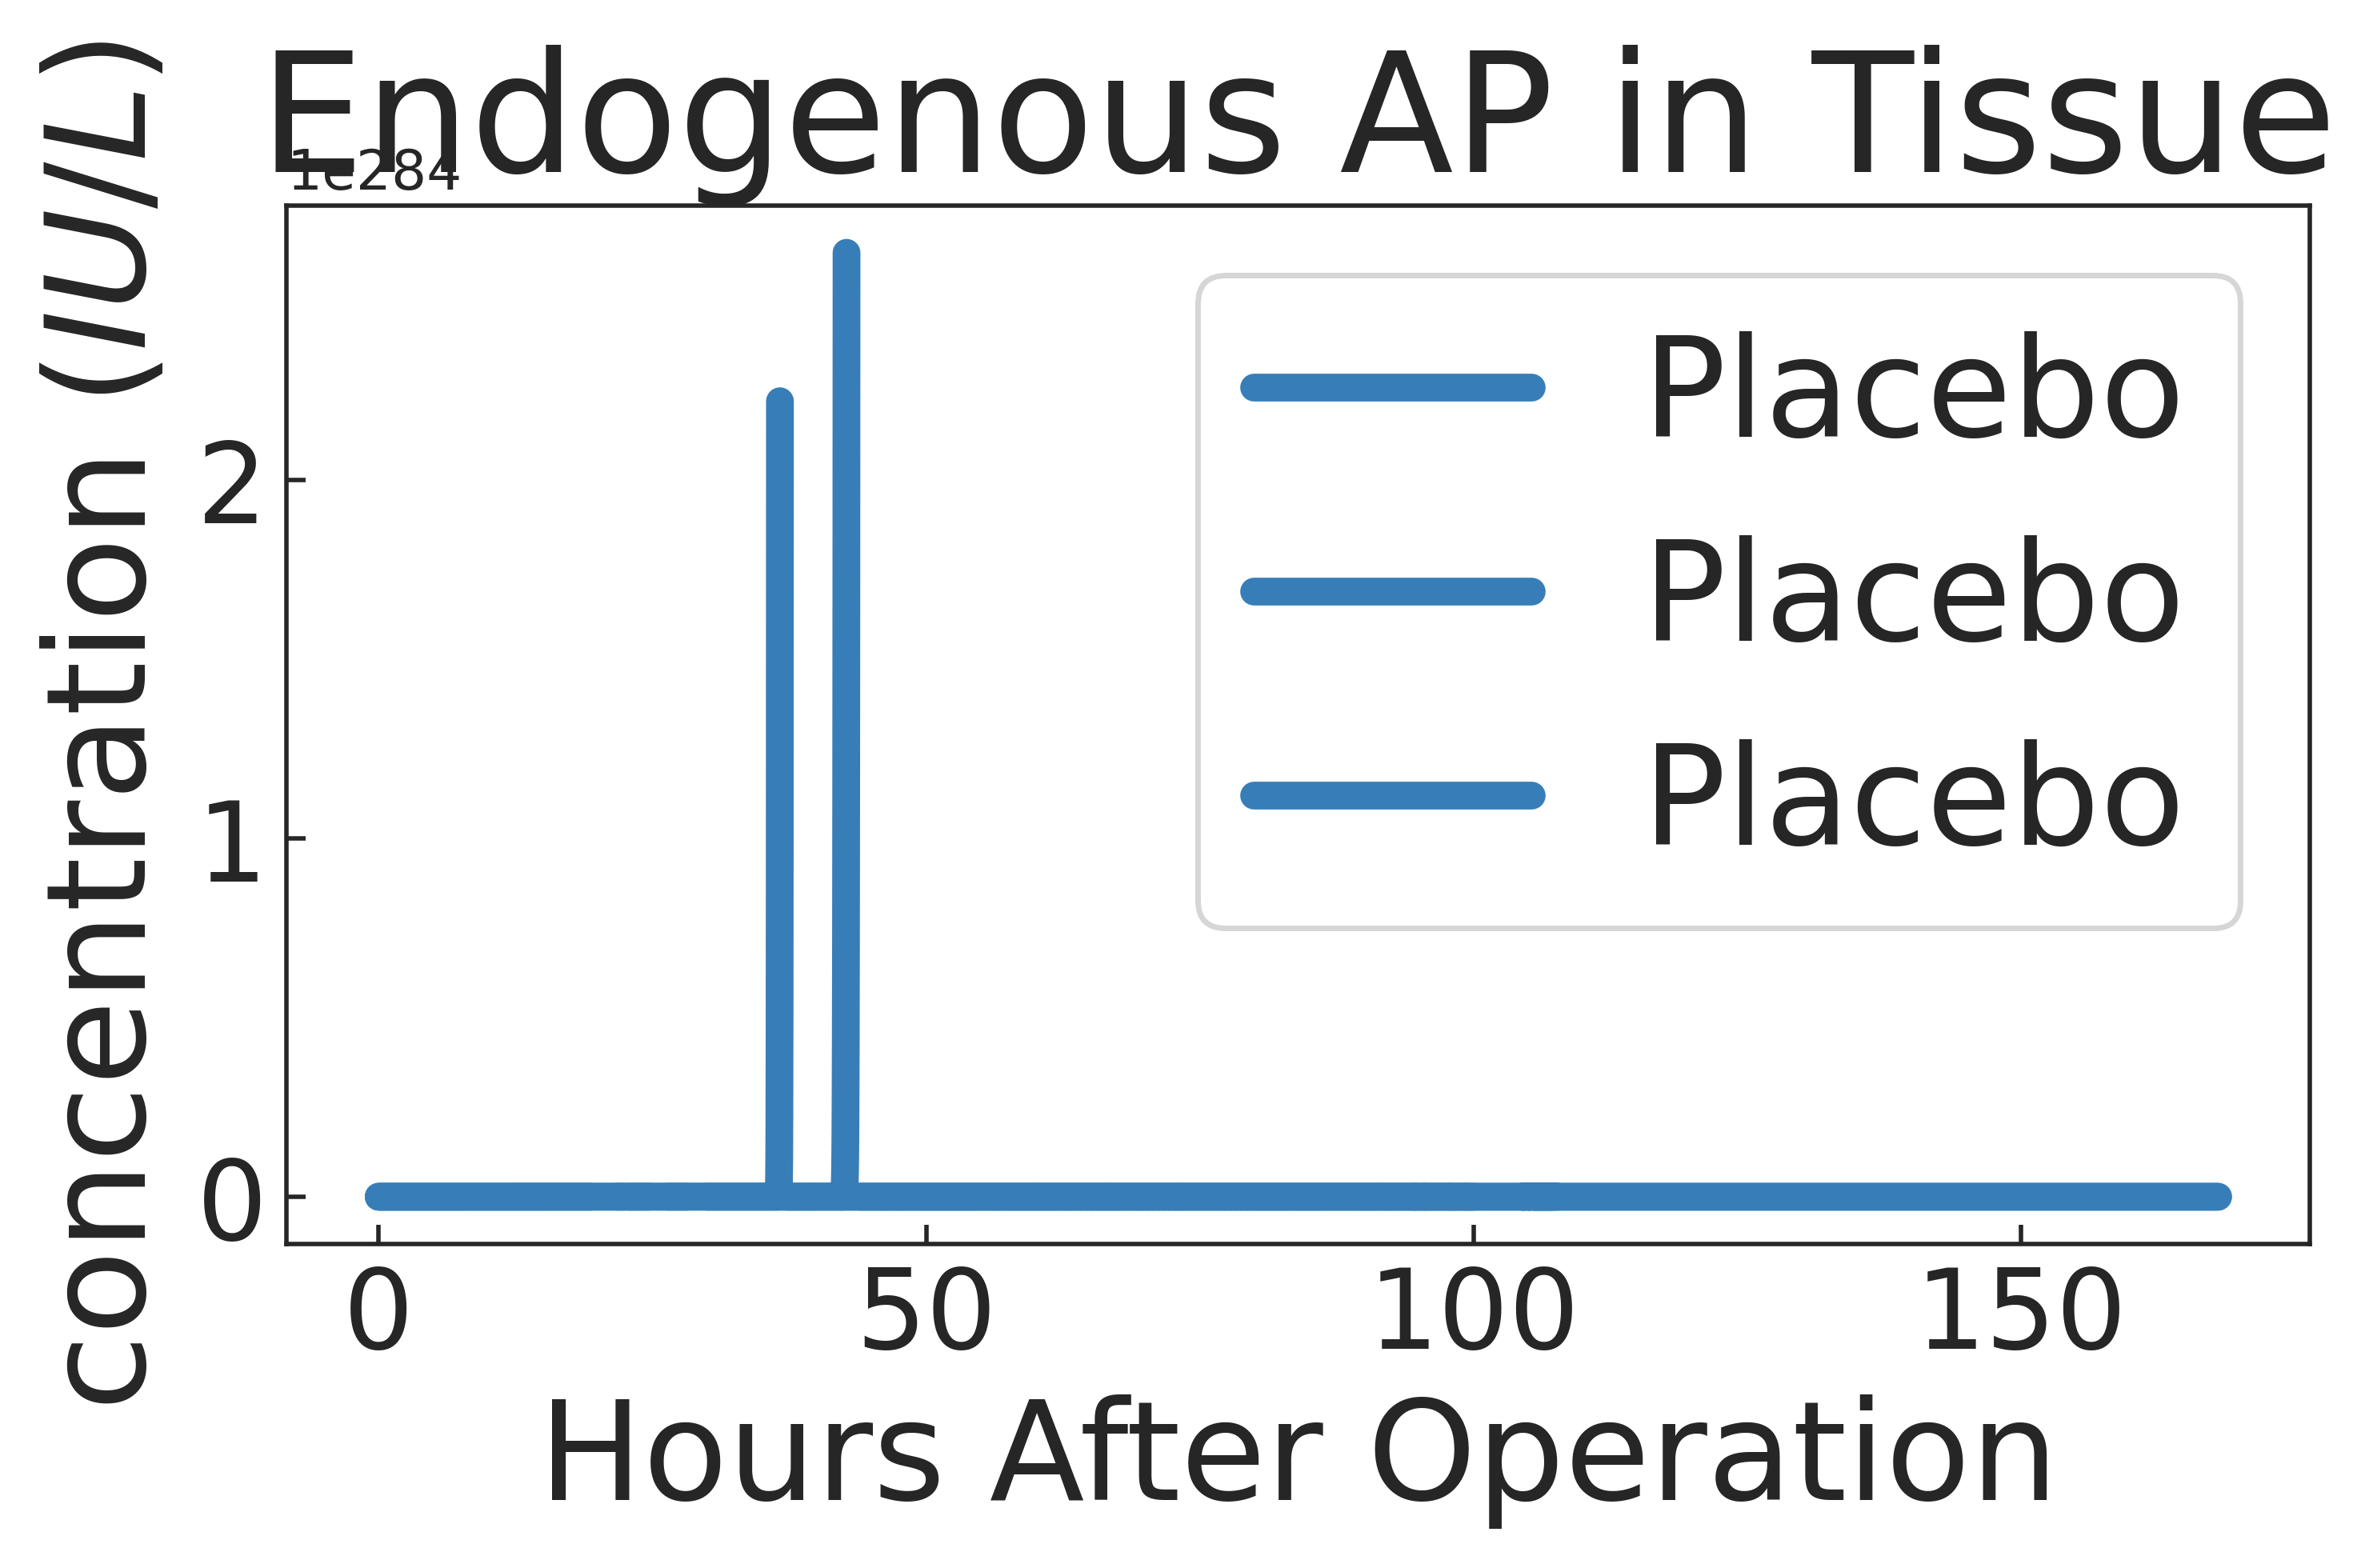 Endogenous AP in Tissue
1e284
concentration (IU/L)
2
1
0
Placebo
Placebo
Placebo
0 50 100 150
Hours After Operation